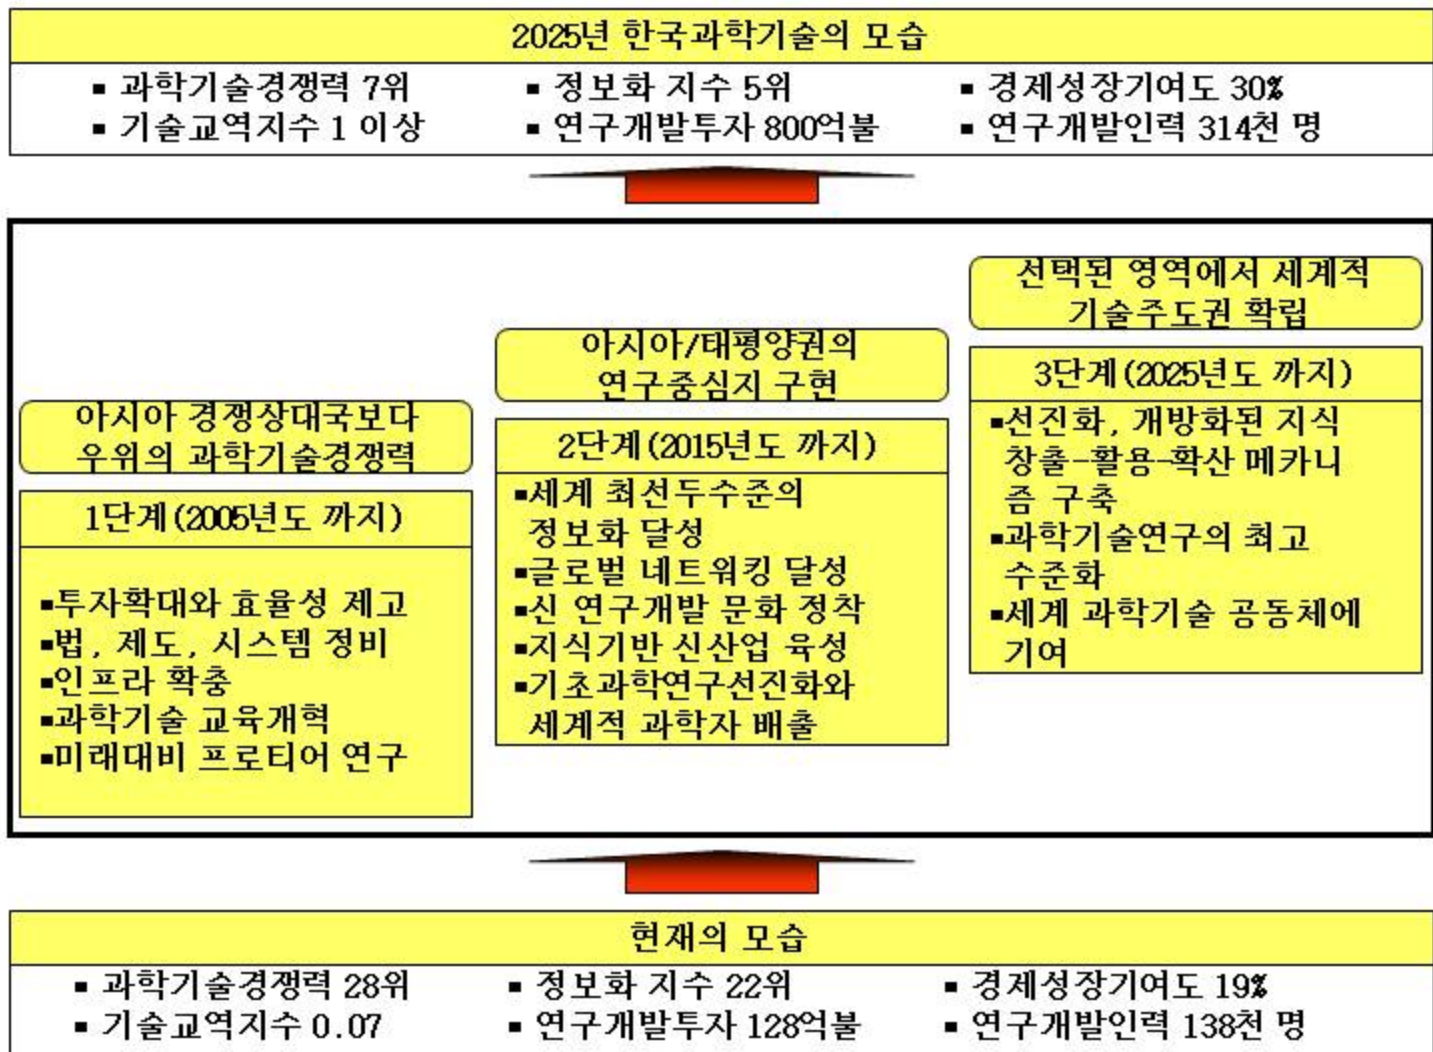 2025년 한국과학기술의 모습
▪ 과학기술경쟁력 7위
▪ 정보화 지수 5위
▪ 경제성장기여도 30%
▪ 기술교역지수 1 이상
▪ 연구개발투자 800억불
▪ 연구개발인력 314천 명
아시아 경쟁상대국보다
우위의 과학기술경쟁력
1단계(2005년도 까지)
▪투자확대와 효율성 제고
▪법, 제도, 시스템 정비
▪인프라 확충
▪과학기술 교육개혁
▪미래대비 프로티어 연구
아시아/태평양권의
연구중심지 구현
2단계(2015년도 까지)
▪세계 최선두수준의
정보화 달성
▪글로벌 네트워킹 달성
▪신 연구개발 문화 정착
▪지식기반 신산업 육성
▪기초과학연구선진화와
세계적 과학자 배출
선택된 영역에서 세계적
기술주도권 확립
3단계(2025년도 까지)
▪선진화, 개방화된 지식
창출-활용-확산 메카니
즘 구축
▪과학기술연구의 최고
수준화
▪세계 과학기술 공동체에
기여
현재의 모습
▪ 과학기술경쟁력 28위
▪ 정보화 지수 22위
▪ 경제성장기여도 19%
▪ 기술교역지수 0.07
▪ 연구개발투자 128억불
▪ 연구개발인력 138천 명